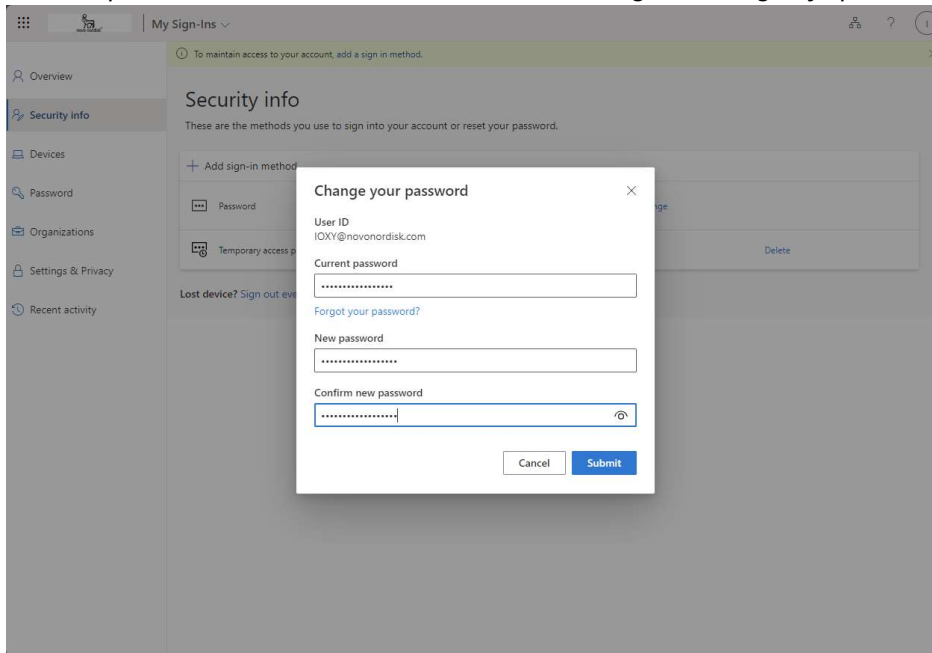 My Sign-Ins
?
To maintain access to your account, add a sign in method.
Overview
Security info
Devices
Password
Organizations
Settings & Privacy
Recent activity
Security info
These are the methods you use to sign into your account or reset your password.
+ Add sign-in method
Password
Temporary access p
Delete
Lost device? Sign out eve
Change your password
User ID
IOXY@novonordisk.com
Current password
••••••••••••••••
Forgot your password?
New password
•••••••••••••••••
Confirm new password
•••••••••••••••••
Cancel Submit